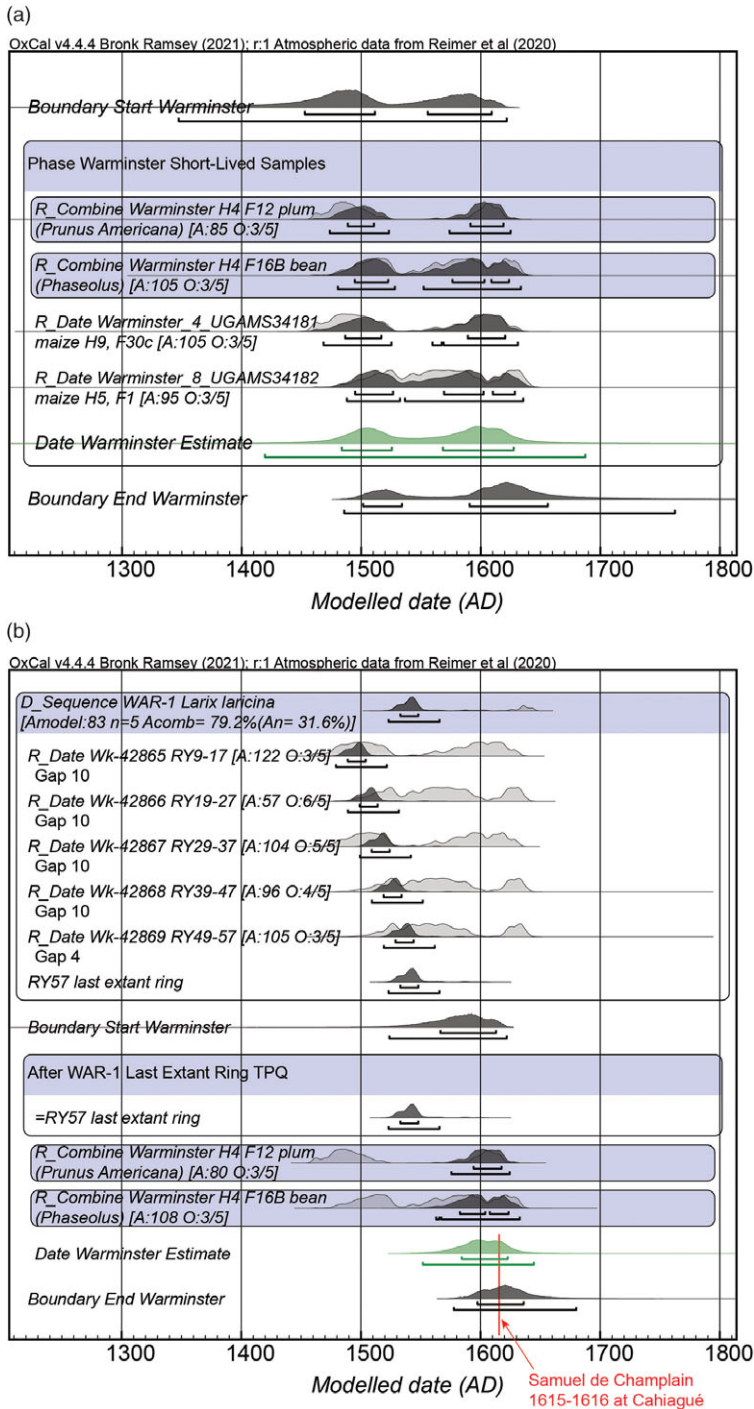 (a)
OxCal v4.4.4 Bronk Ramsey (2021); r:1 Atmospheric data from Reimer et al (2020)
Boundary Start Warminster
Phase Warminster Short-Lived Samples
R_Combine Warminster H4 F12 plum
(Prunus Americana) [A:85 O:3/5]
R_Combine Warminster H4 F16B bean
(Phaseolus) [A:105 O:3/5]
R_Date Warminster_4_UGAMS34181
maize H9, F30c [A:105 O:3/5]
R_Date Warminster_8_UGAMS34182
maize H5, F1 [A:95 O:3/5]
Date Warminster Estimate
Boundary End Warminster
1300 1400 1500 1600 1700 1800
Modelled date (AD)
(b)
OxCal v4.4.4 Bronk Ramsey (2021); r:1 Atmospheric data from Reimer et al (2020)
D_Sequence WAR-1 Larix laricina
[Amodel:83 n=5 Acomb= 79.2%(An= 31.6%)]
R_Date Wk-42865 RY9-17 [A:122 O:3/5]
Gap 10
R_Date Wk-42866 RY19-27 [A:57 O:6/5]
Gap 10
R_Date Wk-42867 RY29-37 [A:104 O:5/5]
Gap 10
R_Date Wk-42868 RY39-47 [A:96 O:4/5]
Gap 10
R_Date Wk-42869 RY49-57 [A:105 O:3/5]
Gap 4
RY57 last extant ring
Boundary Start Warminster
After WAR-1 Last Extant Ring TPQ
=RY57 last extant ring
R_Combine Warminster H4 F12 plum
(Prunus Americana) [A:80 O:3/5]
R_Combine Warminster H4 F16B bean
(Phaseolus) [A:108 O:3/5]
Date Warminster Estimate
Boundary End Warminster
1300 1400 1500 1600 1700 1800
Modelled date (AD)
Samuel de Champlain
1615-1616 at Cahiagué